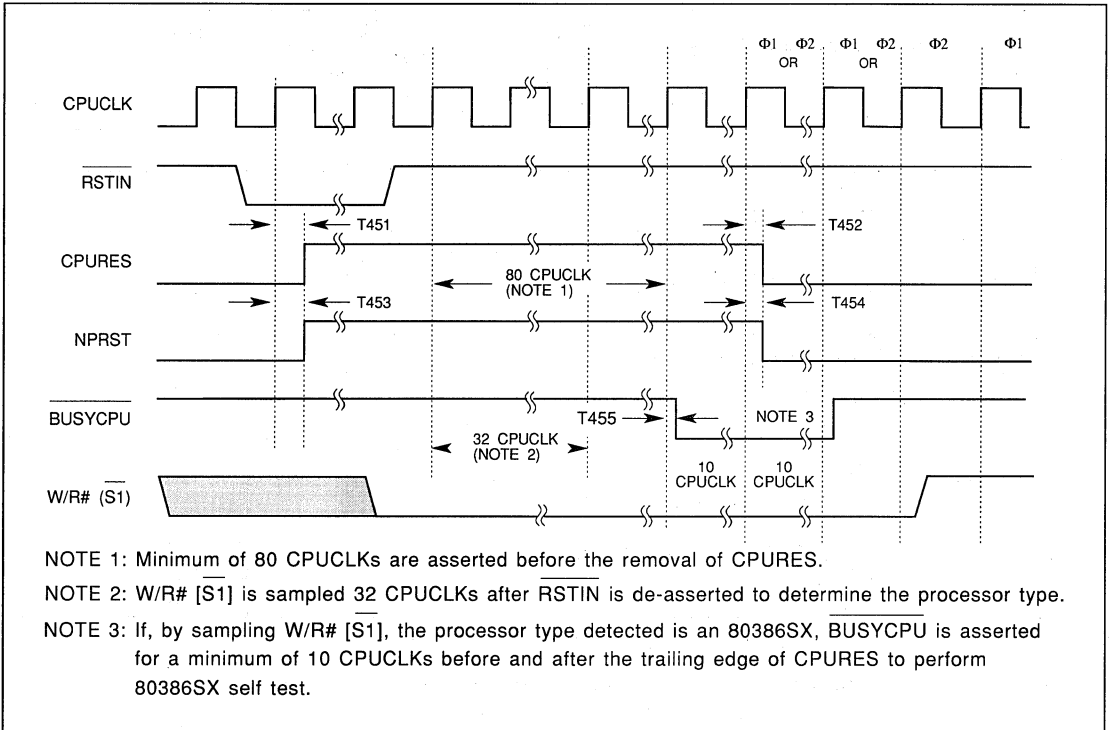 Φ1 Φ2 Φ1 Φ2 Φ2 Φ1
OR OR
CPUCLK
RSTIN
T451 T452
CPURES
80 CPUCLK
(NOTE 1)
T453 T454
NPRST
BUSYCPU
T455 NOTE 3
32 CPUCLK
(NOTE 2)
10 10
CPUCLK CPUCLK
W/R# (S1)
NOTE 1: Minimum of 80 CPUCLKs are asserted before the removal of CPURES.
NOTE 2: W/R# [S1] is sampled 32 CPUCLKs after RSTIN is de-asserted to determine the processor type.
NOTE 3: If, by sampling W/R# [S1], the processor type detected is an 80386SX, BUSYCPU is asserted
for a minimum of 10 CPUCLKs before and after the trailing edge of CPURES to perform
80386SX self test.